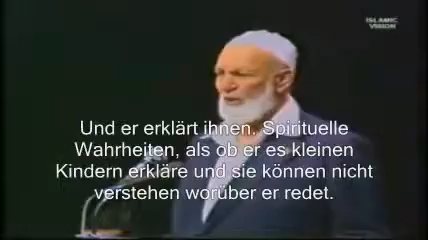 ISLAMIC
VISION
Und er erklärt ihnen. Spirituelle
Wahrheiten, als ob er es kleinen
Kindern erkläre und sie können nicht
verstehen worüber er redet.